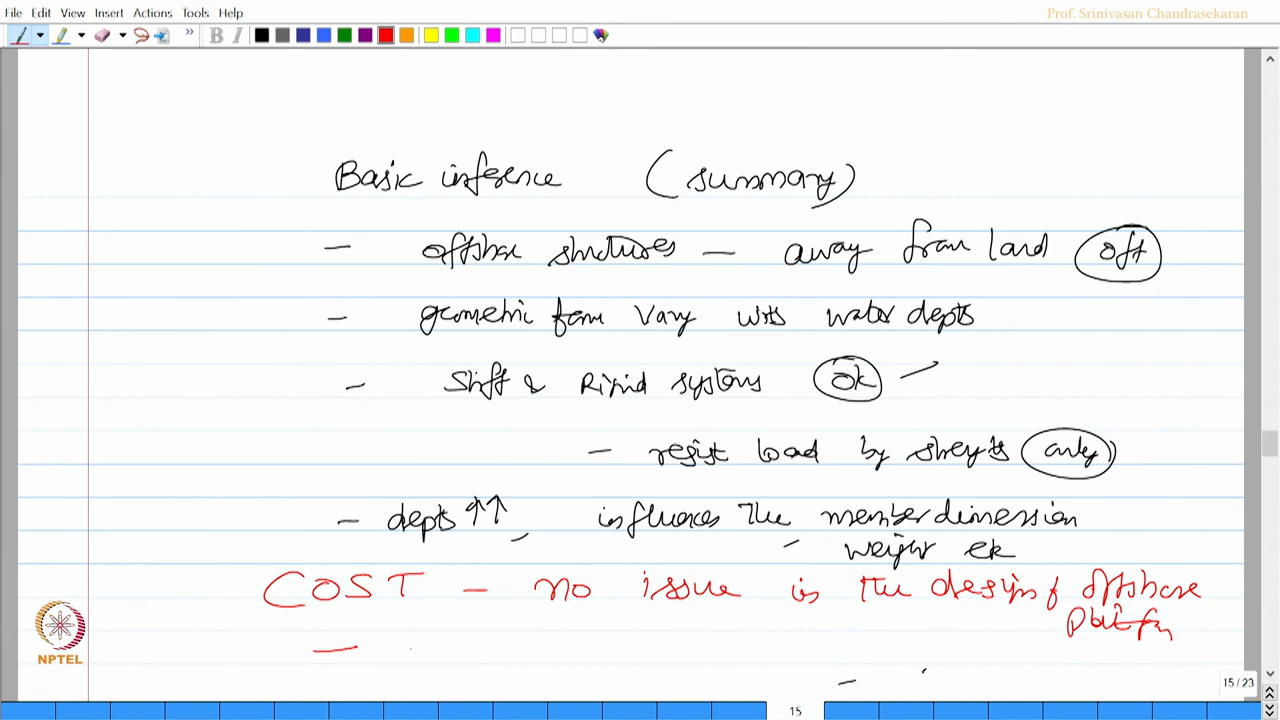 File Edit View Insert Actions Tools Help
Prof. Srinivasan Chandrasekaran
B I
Basic inference (summary)
- offshore structures - away from land off
- geometric form vary with water depth
- Stiff & Rigid systems ok
- resist load by strength only
- depth ↑↑ influences the member dimension
weight etc
COST - no issue in the design of offshore
platform
NPTEL
15 / 23
15